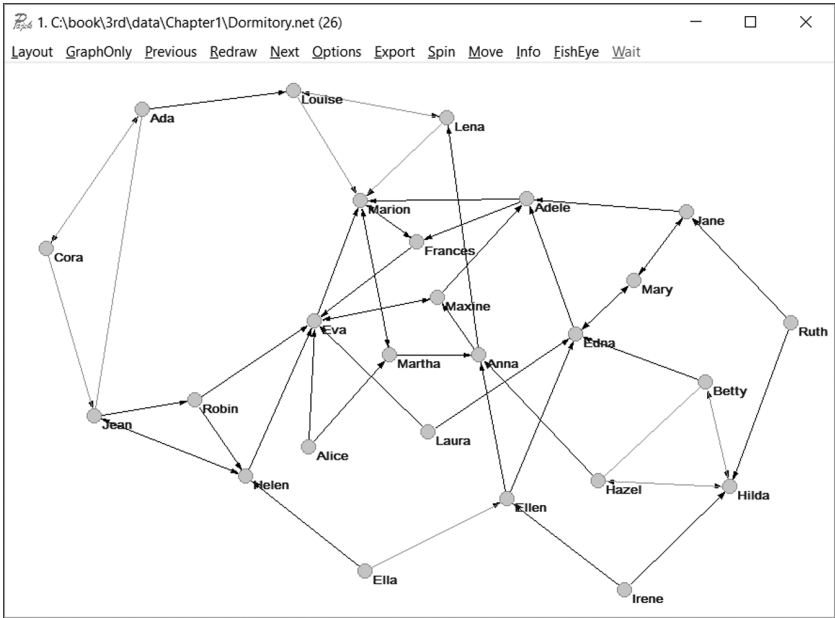 1. C:\book\3rd\data\Chapter1\Dormitory.net (26)
Layout GraphOnly Previous Redraw Next Options Export Spin Move Info FishEye Wait
Louise
Ada
Lena
Marion
Adele
Jane
Frances
Cora
Mary
Maxine
Eva
Ruth
Edna
Martha
Anna
Betty
Robin
Jean
Laura
Alice
Helen
Hazel
Hilda
Ellen
Ella
Irene